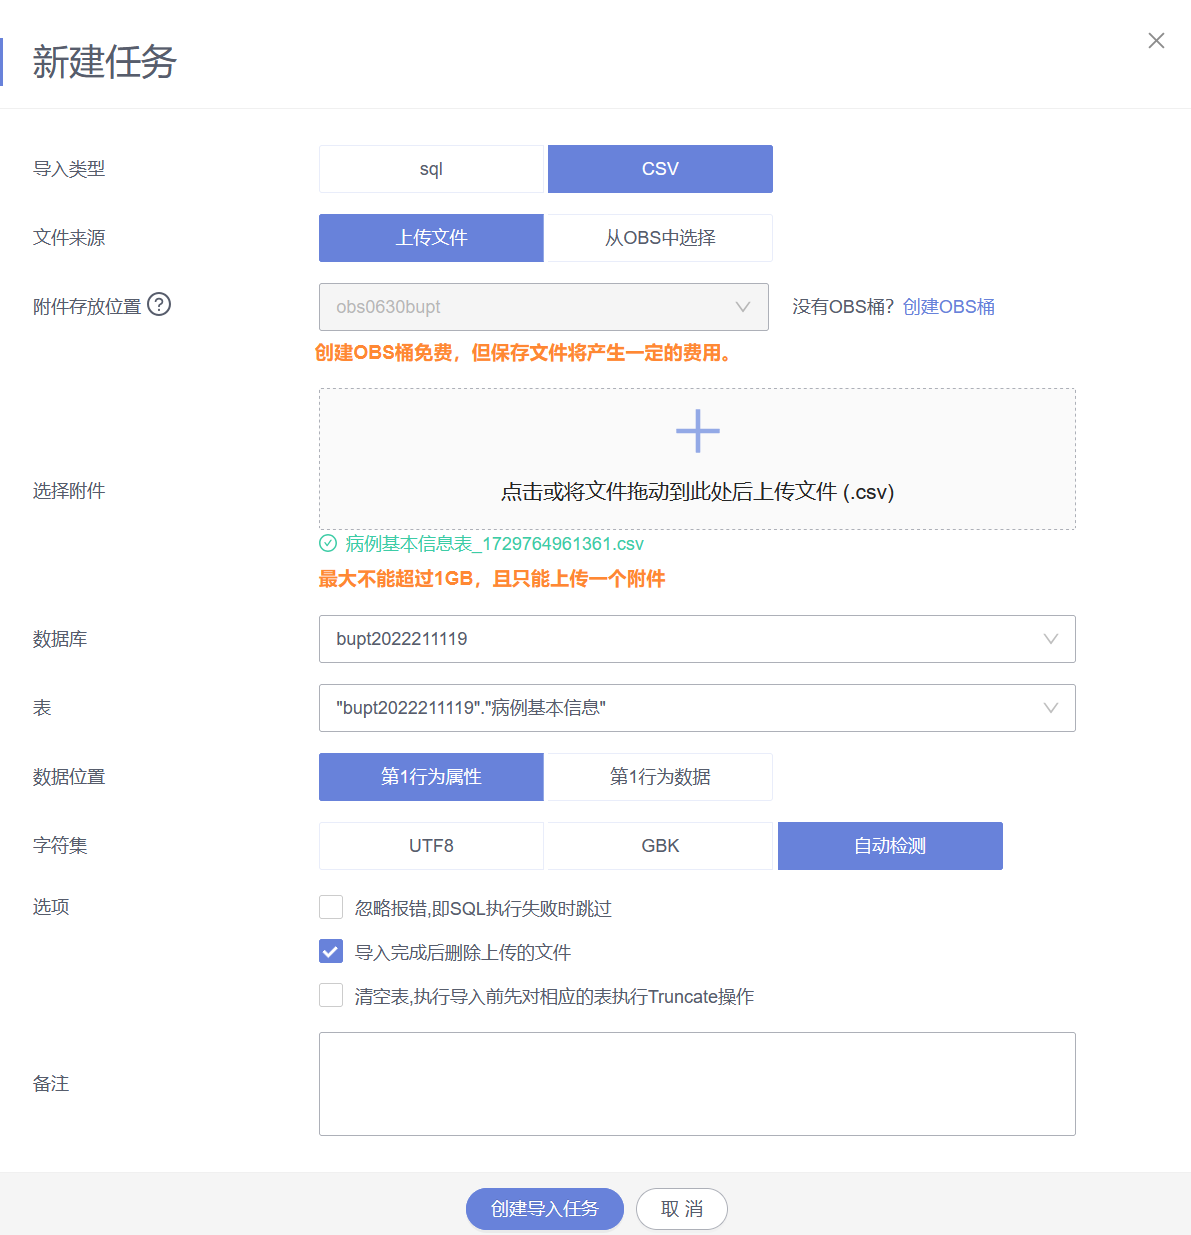 新建任务
导入类型
sql
CSV
文件来源
上传文件
从OBS中选择
附件存放位置 ?
obs0630bupt
没有OBS桶？ 创建OBS桶
创建OBS桶免费，但保存文件将产生一定的费用。
选择附件
点击或将文件拖动到此处后上传文件 (.csv)
病例基本信息表_1729764961361.csv
最大不能超过1GB，且只能上传一个附件
数据库
bupt2022211119
表
"bupt2022211119"."病例基本信息"
数据位置
第1行为属性
第1行为数据
字符集
UTF8
GBK
自动检测
选项
忽略报错,即SQL执行失败时跳过
导入完成后删除上传的文件
清空表,执行导入前先对相应的表执行Truncate操作
备注
创建导入任务
取 消